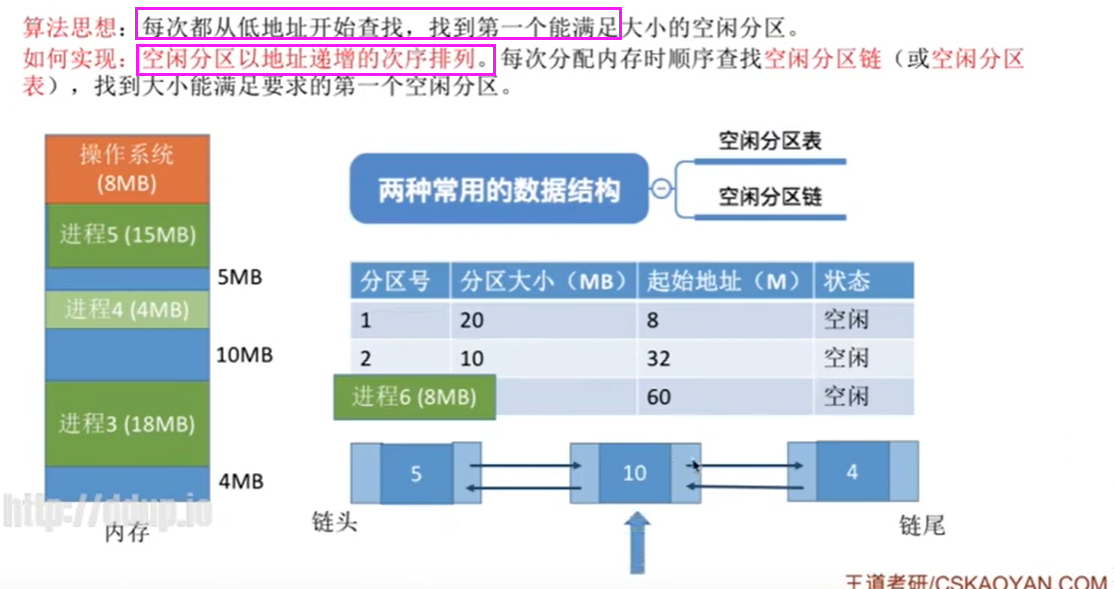 算法思想：每次都从低地址开始查找，找到第一个能满足大小的空闲分区。
如何实现：空闲分区以地址递增的次序排列。每次分配内存时顺序查找空闲分区链（或空闲分区
表），找到大小能满足要求的第一个空闲分区。
操作系统
(8MB)
进程5 (15MB)
5MB
进程4 (4MB)
10MB
进程3 (18MB)
4MB
http://ddup.io
内存
两种常用的数据结构
空闲分区表
空闲分区链
分区号 分区大小（MB） 起始地址（M） 状态
1 20 8 空闲
2 10 32 空闲
进程6 (8MB) 60 空闲
5 10 4
链头 链尾
王道考研/CSKAOYAN.COM